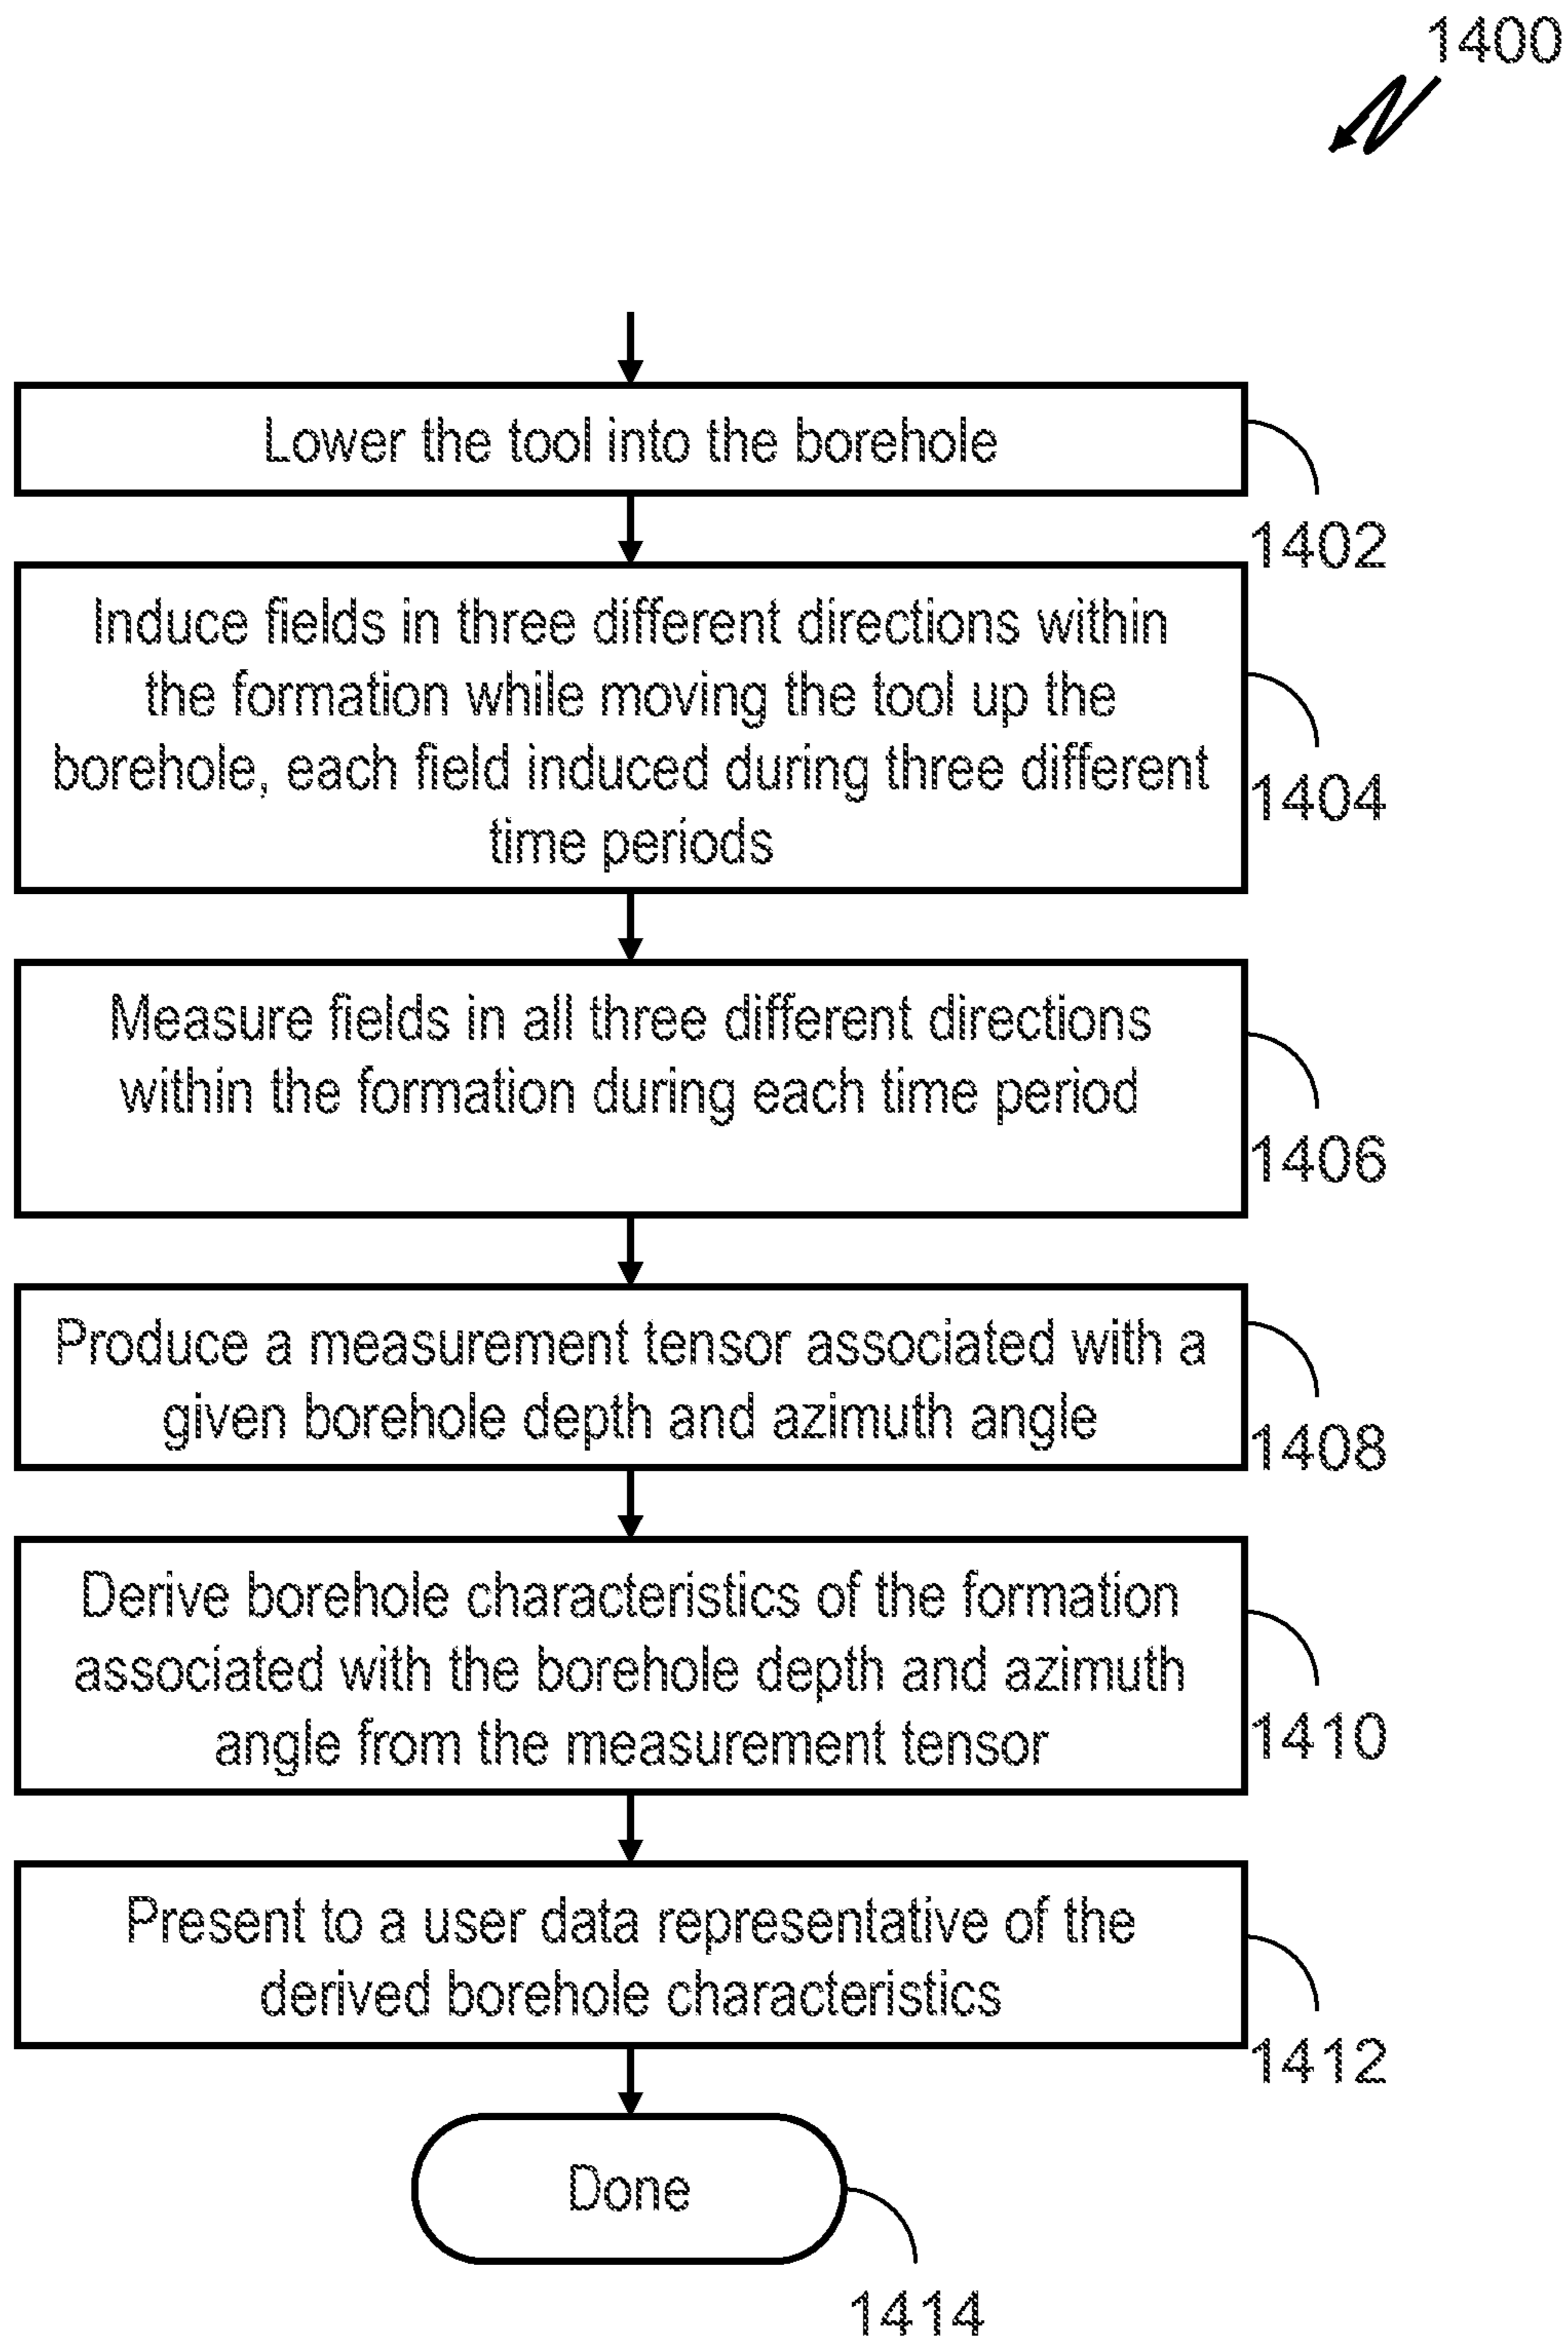 1400
Lower the tool into the borehole
1402
Induce fields in three different directions within
the formation while moving the tool up the
borehole, each field induced during three different
time periods
1404
Measure fields in all three different directions
within the formation during each time period
1406
Produce a measurement tensor associated with a
given borehole depth and azimuth angle
1408
Derive borehole characteristics of the formation
associated with the borehole depth and azimuth
angle from the measurement tensor
1410
Present to a user data representative of the
derived borehole characteristics
1412
Done
1414